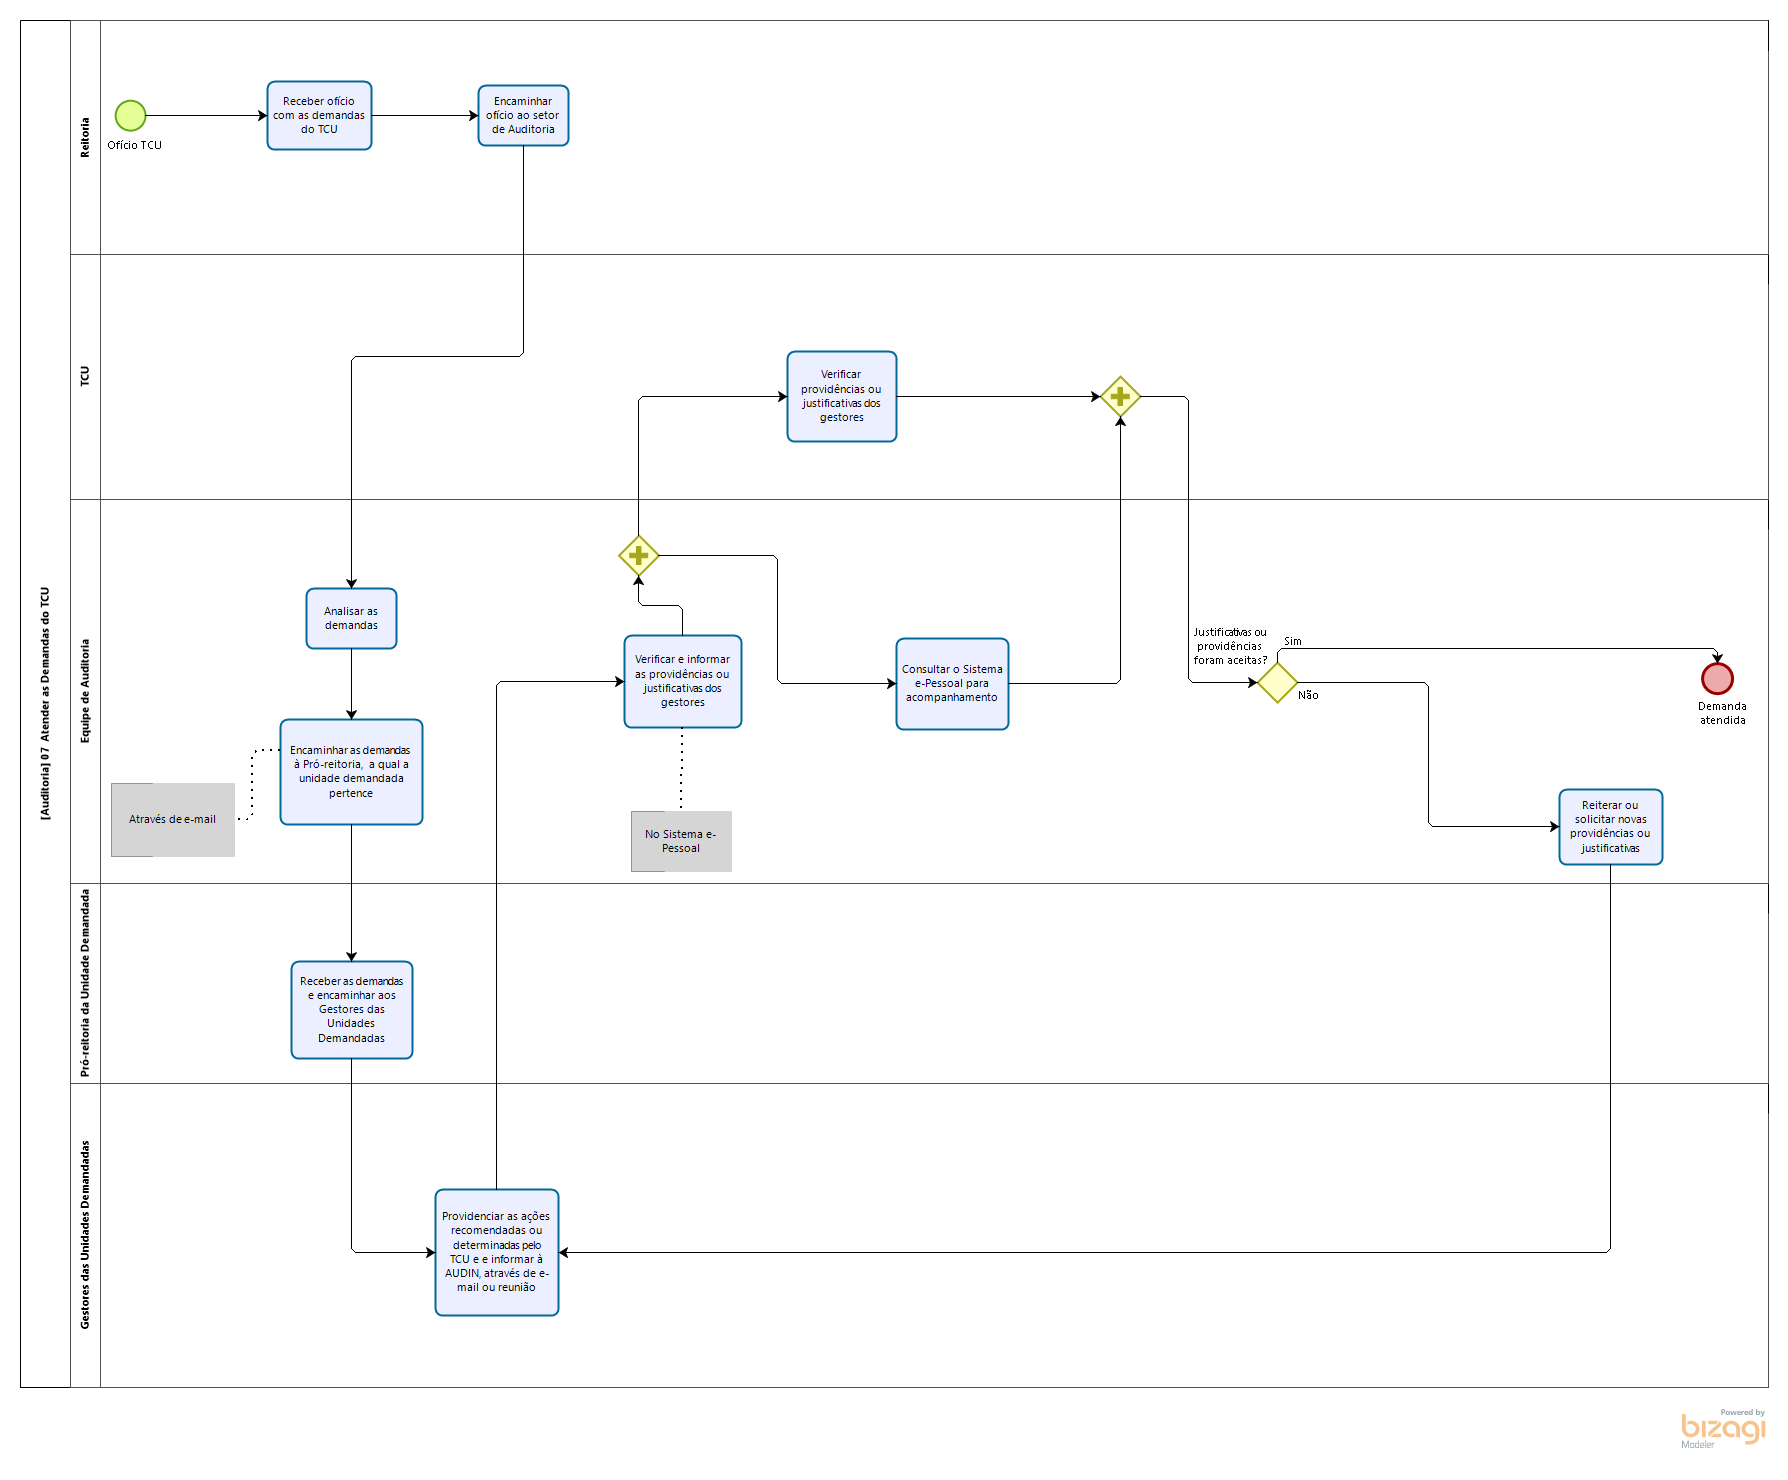 [Auditoria] 07 Atender as Demandas do TCU
Reitoria
Ofício TCU
Receber ofício
com as demandas
do TCU
Encaminhar
ofício ao setor
de Auditoria
TCU
Verificar
providências ou
justificativas dos
gestores
Equipe de Auditoria
Analisar as
demandas
Encaminhar as demandas
à Pró-reitoria, a qual a
unidade demandada
pertence
Através de e-mail
Verificar e informar
as providências ou
justificativas dos
gestores
No Sistema e-
Pessoal
Consultar o Sistema
e-Pessoal para
acompanhamento
Justificativas ou
providências
foram aceitas?
Sim
Não
Demanda
atendida
Reiterar ou
solicitar novas
providências ou
justificativas
Pró-reitoria da Unidade Demandada
Receber as demandas
e encaminhar aos
Gestores das
Unidades
Demandadas
Gestores das Unidades Demandadas
Providenciar as ações
recomendadas ou
determinadas pelo
TCU e e informar à
AUDIN, através de e-
mail ou reunião
Powered by
bizagi
Modeler